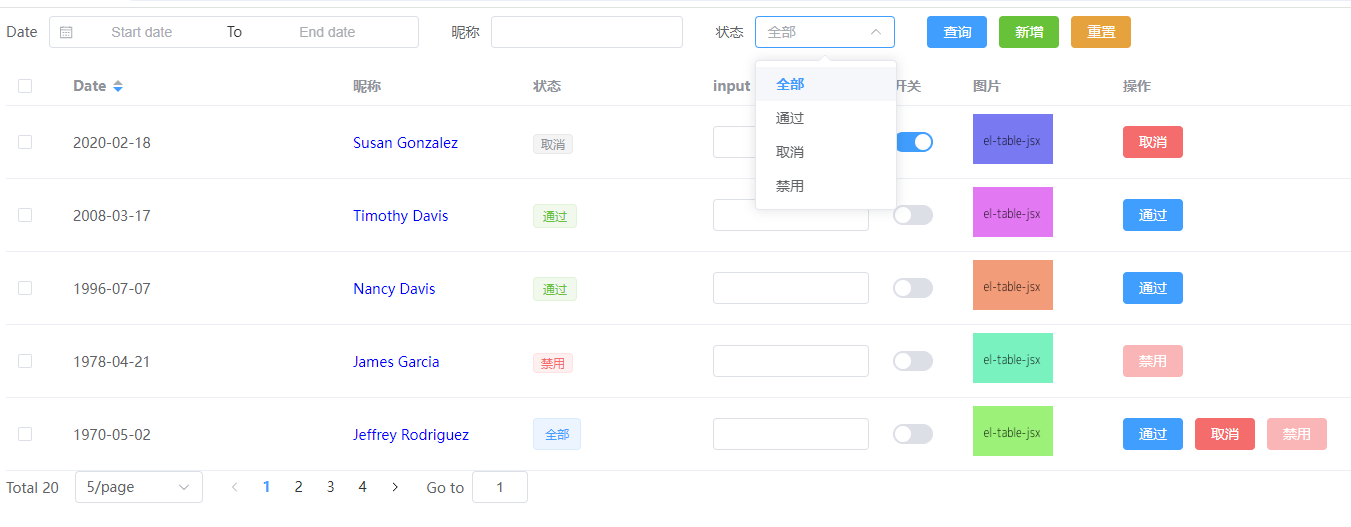 Date Start date To End date 昵称 状态 全部 查询 新增 重置
Date 昵称 状态 input 开关 图片 操作
全部
通过
取消
禁用
2020-02-18 Susan Gonzalez 取消 el-table-jsx 取消
2008-03-17 Timothy Davis 通过 el-table-jsx 通过
1996-07-07 Nancy Davis 通过 el-table-jsx 通过
1978-04-21 James Garcia 禁用 el-table-jsx 禁用
1970-05-02 Jeffrey Rodriguez 全部 el-table-jsx 通过 取消 禁用
Total 20 5/page 1 2 3 4 Go to 1